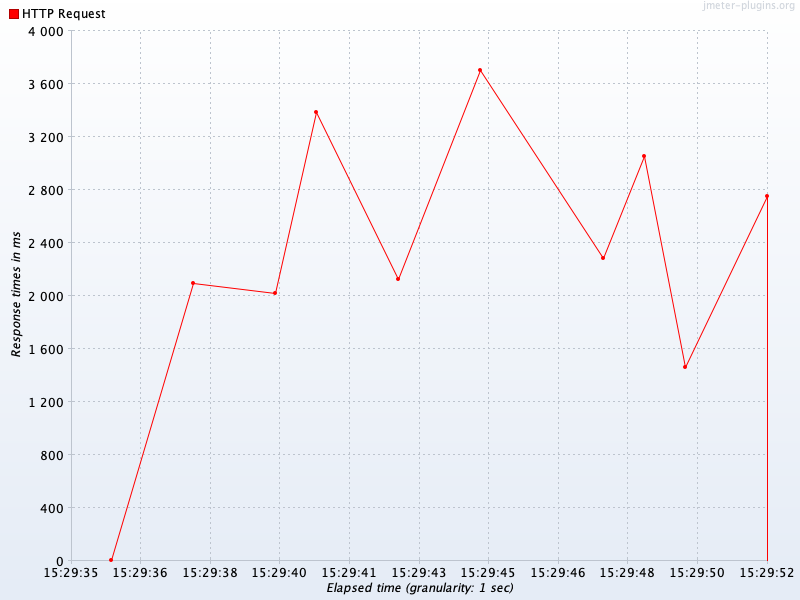 jmeter-plugins.org
HTTP Request
4 000
3 600
3 200
2 800
2 400
2 000
1 600
1 200
800
400
0
Response times in ms
15:29:35 15:29:36 15:29:38 15:29:40 15:29:41 15:29:43 15:29:45 15:29:46 15:29:48 15:29:50 15:29:52
Elapsed time (granularity: 1 sec)